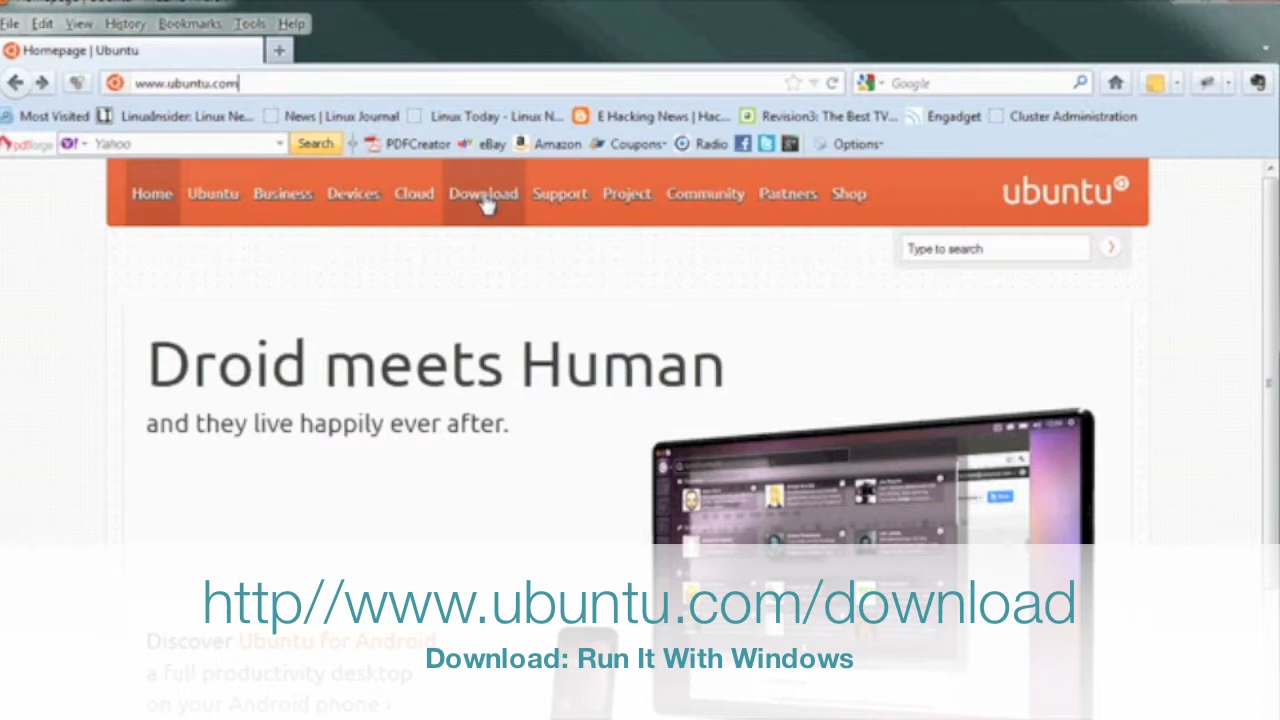 File Edit View History Bookmarks Tools Help
Homepage | Ubuntu
www.ubuntu.com
Google
Most Visited LinuxInsider: Linux Ne... News | Linux Journal Linux Today - Linux N... E Hacking News | Hac... Revision3: The Best TV... Engadget Cluster Administration
pdfforge Yahoo Search PDFCreator eBay Amazon Coupons Radio Options
Home Ubuntu Business Devices Cloud Download Support Project Community Partners Shop
ubuntu
Type to search
Droid meets Human
and they live happily ever after.
http//www.ubuntu.com/download
Discover Ubuntu for Android
Download: Run It With Windows
a full productivity desktop
on your Android phone ›